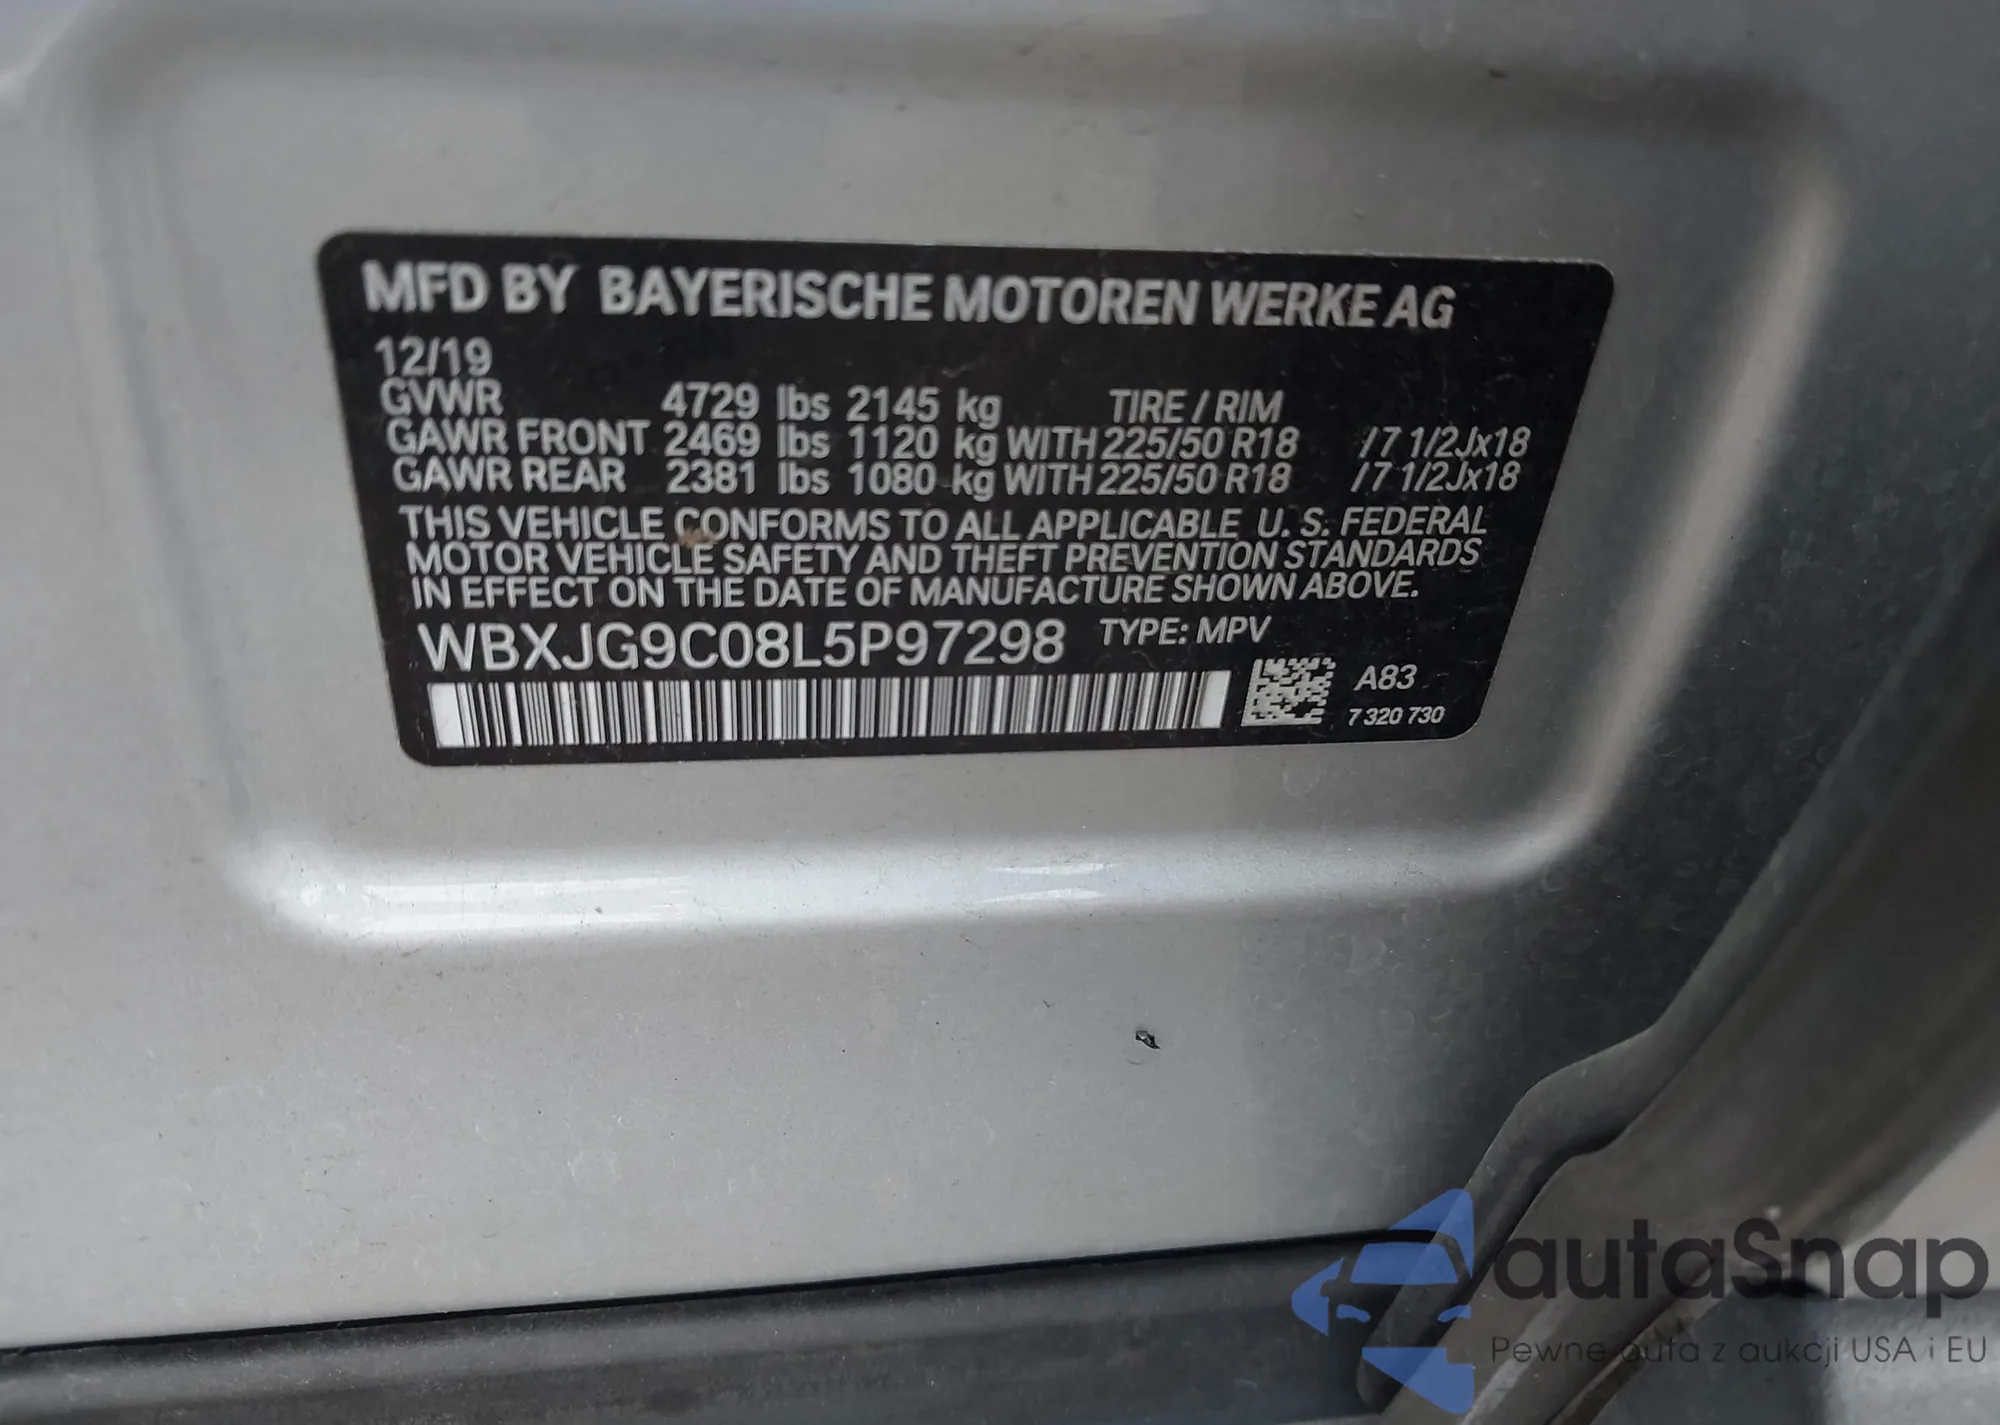 MFD BY BAYERISCHE MOTOREN WERKE AG
12/19
GVWR 4729 lbs 2145 kg TIRE / RIM
GAWR FRONT 2469 lbs 1120 kg WITH 225/50 R18 /7 1/2Jx18
GAWR REAR 2381 lbs 1080 kg WITH 225/50 R18 /7 1/2Jx18
THIS VEHICLE CONFORMS TO ALL APPLICABLE U. S. FEDERAL
MOTOR VEHICLE SAFETY AND THEFT PREVENTION STANDARDS
IN EFFECT ON THE DATE OF MANUFACTURE SHOWN ABOVE.
WBXJG9C08L5P97298 TYPE: MPV
A83
7 320 730
autaSnap
Pewne auta z aukcji USA i EU